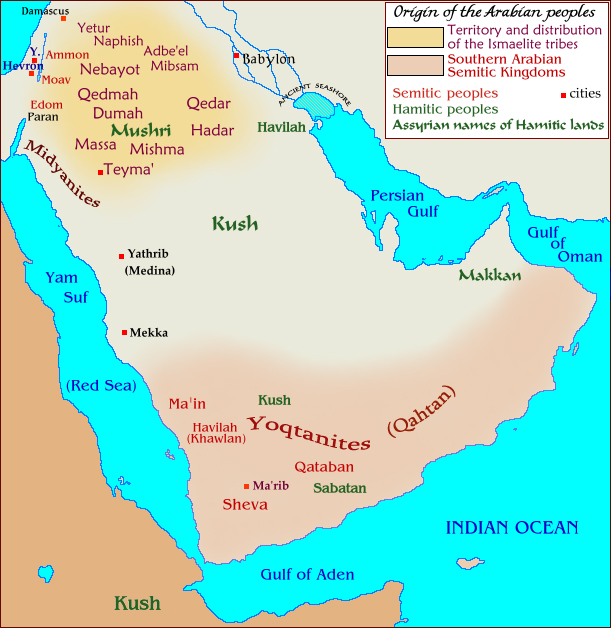 Origin of the Arabian peoples
Territory and distribution
of the Ismaelite tribes
Southern Arabian
Semitic Kingdoms
Semitic peoples
cities
Hamitic peoples
Assyrian names of Hamitic lands
Damascus
Yetur
Naphish
Adbe'el
Mibsam
Y.
Ammon
Hevron
Moav
Nebayot
Babylon
Qedmah
Edom
Paran
Dumah
Qedar
ANCIENT SEASHORE
Mushri
Hadar
Havilah
Massa
Mishma
Midyanites
Teyma'
Persian
Gulf
Kush
Gulf
of
Oman
Yathrib
(Medina)
Makkan
Yam
Suf
Mekka
(Red Sea)
Ma'in
Kush
(Qahtan)
Havilah
(Khawlan)
Yoqtanites
Qataban
Ma'rib
Sabatan
Sheva
INDIAN OCEAN
Gulf of Aden
Kush